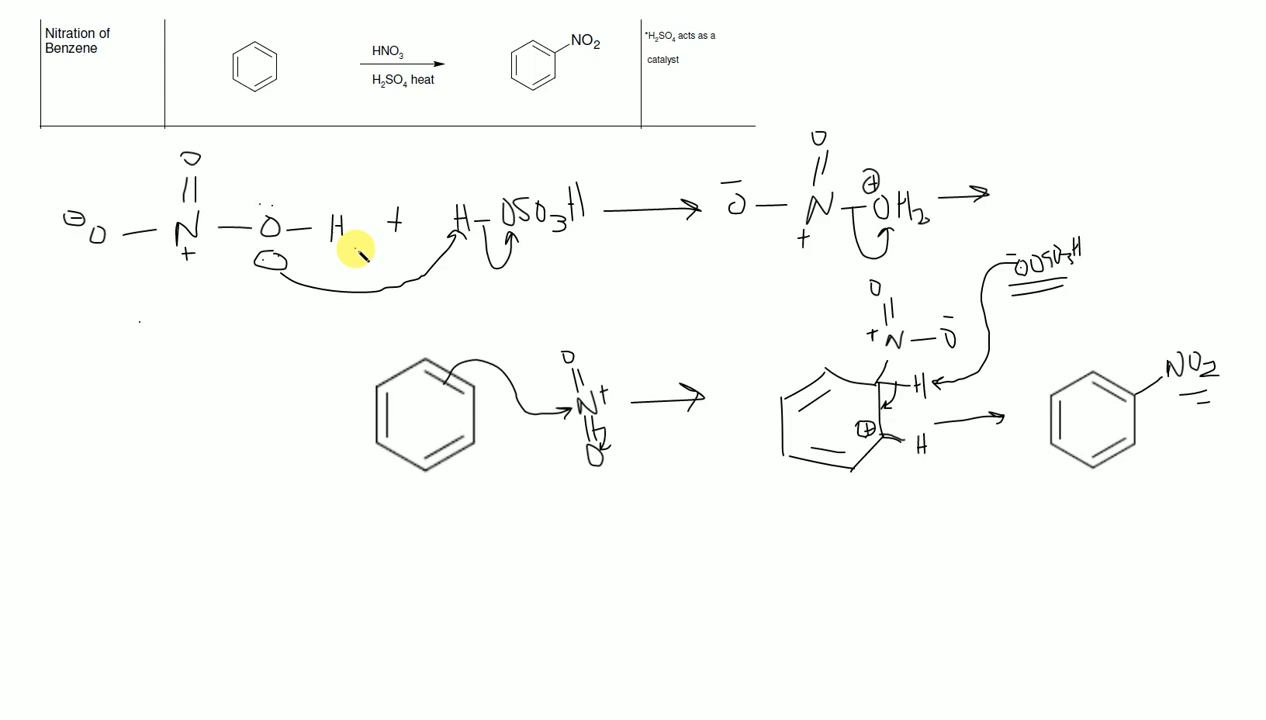 Nitration of
Benzene
HNO3
H2SO4 heat
NO2
*H2SO4 acts as a
catalyst
O
⊖O — N — Ö — H + H — OSO3H → ⁻O — N — OH2 →
+
O
+
⊕
⁻OSO3H
O
+N — O⁻
O
N+
O
H
⊕
H
NO2